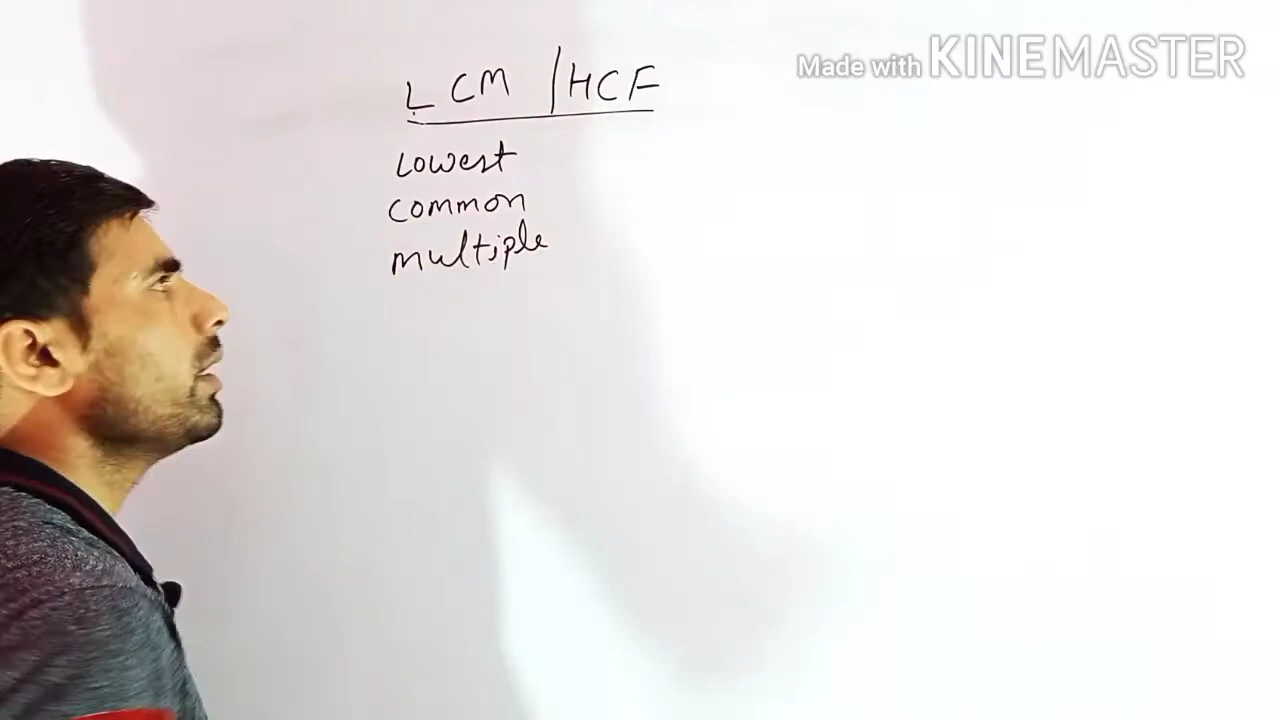 Made with KINEMASTER
LCM / HCF
Lowest
common
multiple